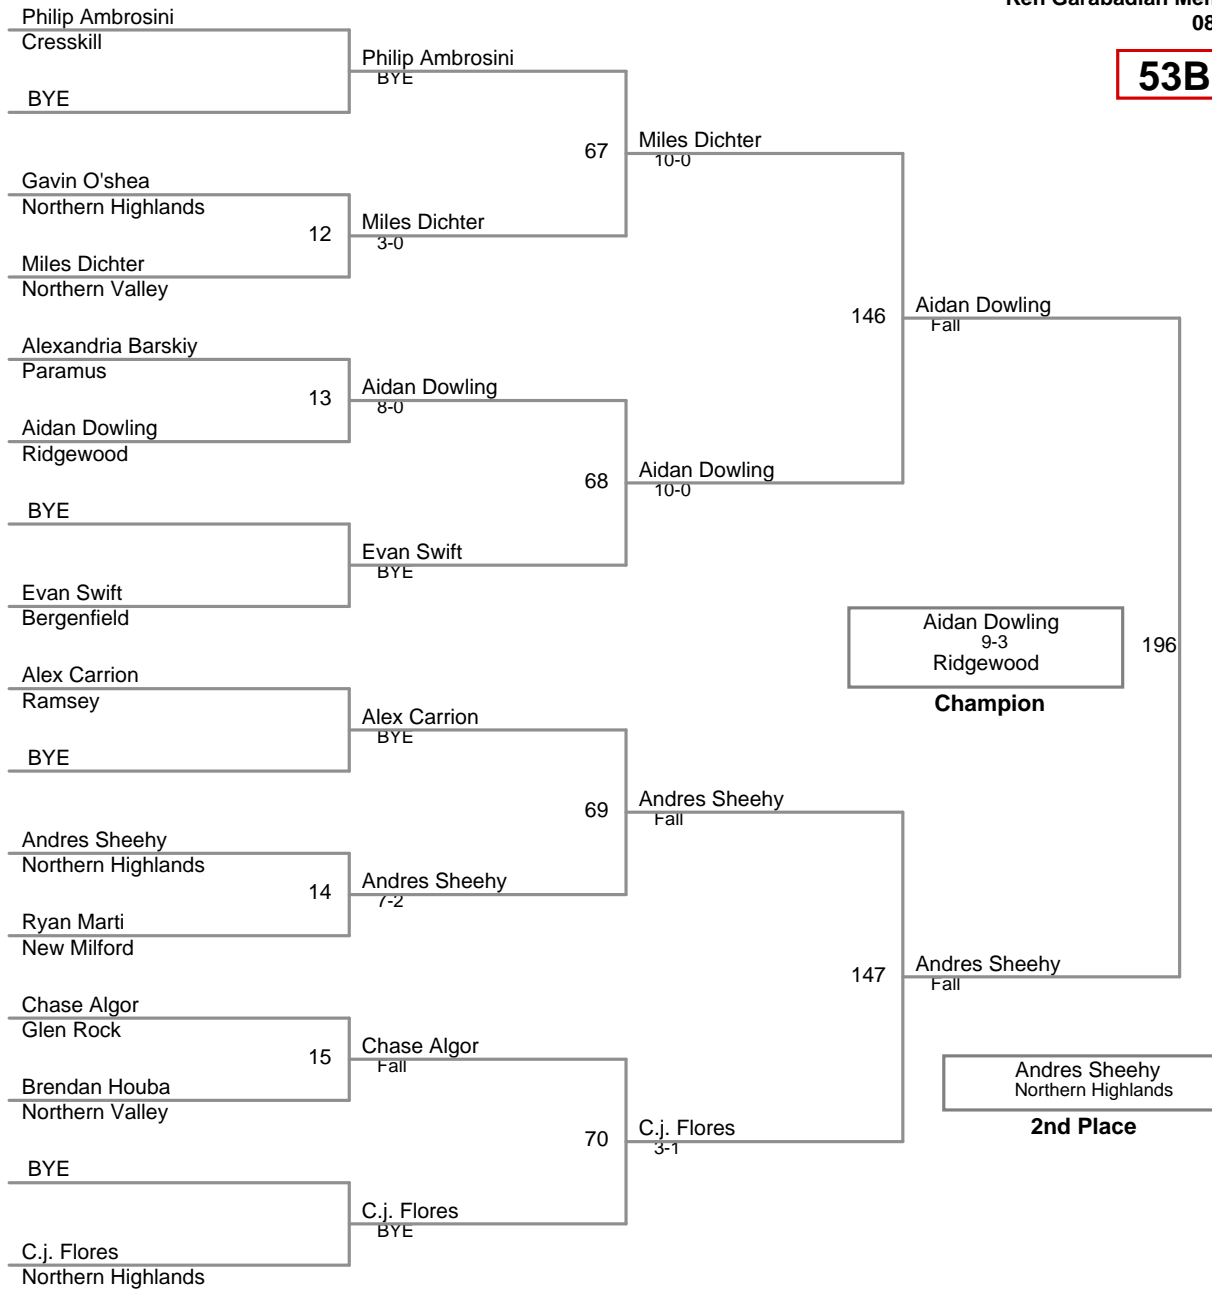 Philip Ambrosini
Cresskill
BYE
Gavin O'shea
Northern Highlands
12
Miles Dichter
Northern Valley
Alexandria Barskiy
Paramus
13
Aidan Dowling
Ridgewood
BYE
Evan Swift
Bergenfield
Alex Carrion
Ramsey
BYE
Andres Sheehy
Northern Highlands
14
Ryan Marti
New Milford
Chase Algor
Glen Rock
15
Brendan Houba
Northern Valley
BYE
C.j. Flores
Northern Highlands
Philip Ambrosini
BYE
67
Miles Dichter
3-0
Aidan Dowling
8-0
68
Evan Swift
BYE
Alex Carrion
BYE
69
Andres Sheehy
7-2
Chase Algor
Fall
70
C.j. Flores
BYE
Miles Dichter
10-0
146
Aidan Dowling
10-0
Andres Sheehy
Fall
147
C.j. Flores
3-1
08
53B
Aidan Dowling
Fall
196
Aidan Dowling
9-3
Ridgewood
Champion
Andres Sheehy
Fall
Andres Sheehy
Northern Highlands
2nd Place